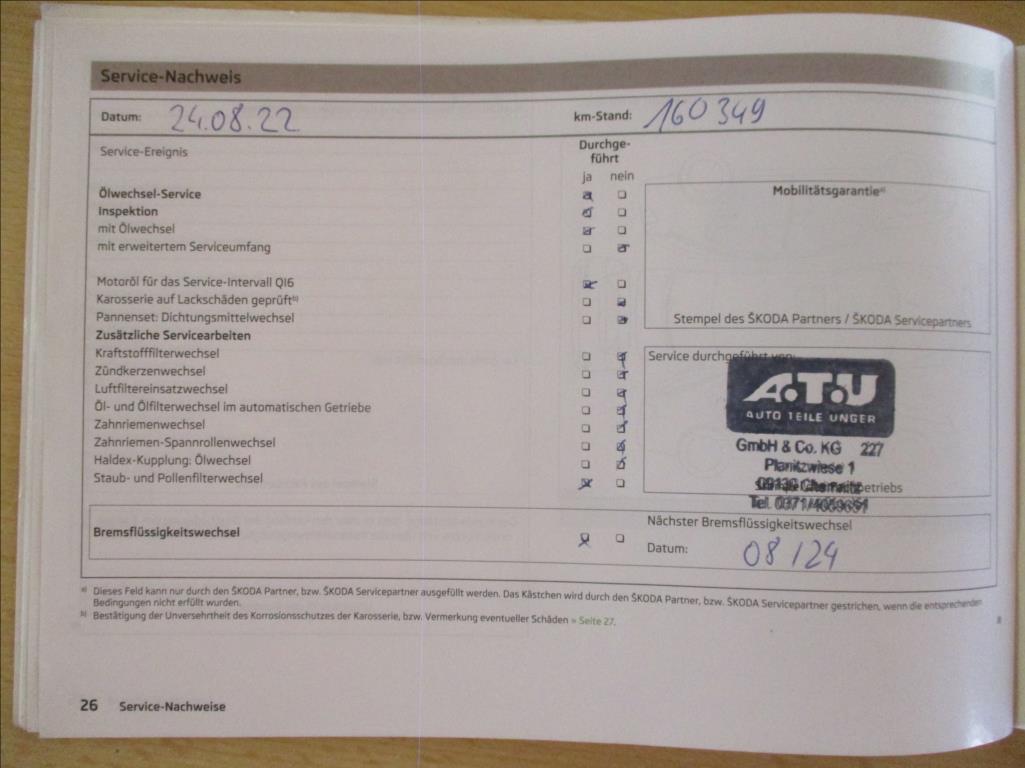 Service-Nachweis
Datum: 24.08.22 km-Stand: 160 349
Service-Ereignis
Durchge-
führt
ja nein
Ölwechsel-Service
Inspektion
mit Ölwechsel
mit erweitertem Serviceumfang
Motoröl für das Service-Intervall QI6
Karosserie auf Lackschäden geprüft b)
Pannenset: Dichtungsmittelwechsel
Zusätzliche Servicearbeiten
Kraftstofffilterwechsel
Zündkerzenwechsel
Luftfiltereinsatzwechsel
Öl- und Ölfilterwechsel im automatischen Getriebe
Zahnriemenwechsel
Zahnriemen-Spannrollenwechsel
Haldex-Kupplung: Ölwechsel
Staub- und Pollenfilterwechsel
Mobilitätsgarantie a)
Stempel des ŠKODA Partners / ŠKODA Servicepartners
Service durchgeführt von:
A.T.U
AUTO TEILE UNGER
GmbH & Co. KG 227
Planitzwiese 1
09130 Chemnitz
Tel. 0371/
Bremsflüssigkeitswechsel
Nächster Bremsflüssigkeitswechsel
Datum: 08/24
a) Dieses Feld kann nur durch den ŠKODA Partner, bzw. ŠKODA Servicepartner ausgefüllt werden. Das Kästchen wird durch den ŠKODA Partner, bzw. ŠKODA Servicepartner gestrichen, wenn die entsprechenden
Bedingungen nicht erfüllt wurden.
b) Bestätigung der Unversehrtheit des Korrosionsschutzes der Karosserie, bzw. Vermerkung eventueller Schäden » Seite 27.
26 Service-Nachweise